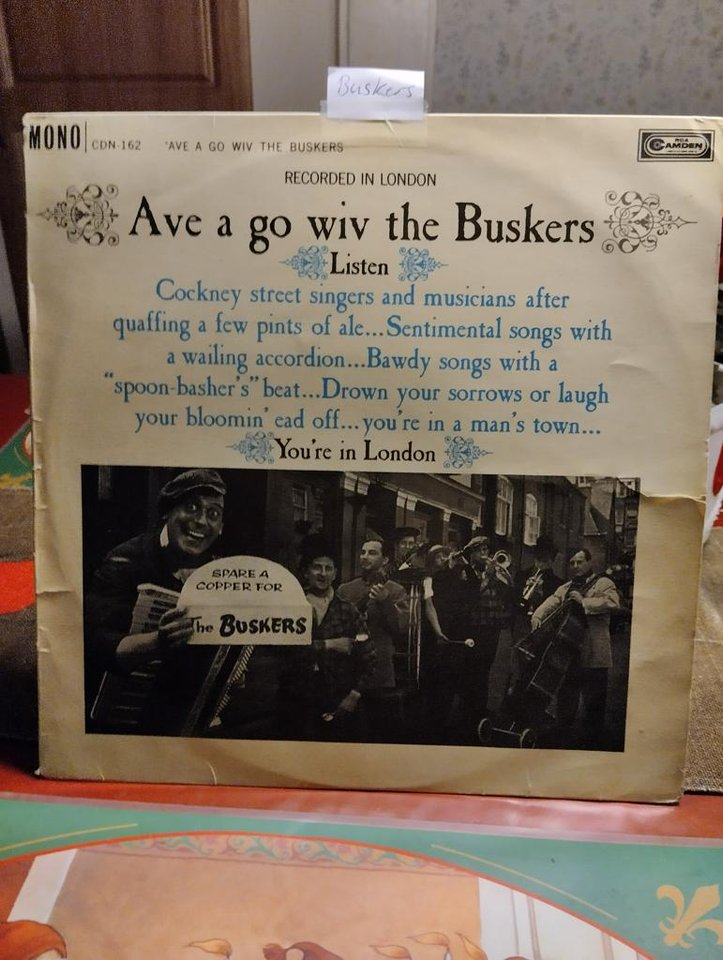 Buskers
MONO CDN-162 'AVE A GO WIV THE BUSKERS
RCA
CAMDEN
RECORDED IN LONDON
Ave a go wiv the Buskers
Listen
Cockney street singers and musicians after
quaffing a few pints of ale...Sentimental songs with
a wailing accordion...Bawdy songs with a
"spoon-basher's" beat...Drown your sorrows or laugh
your bloomin' ead off...you're in a man's town...
You're in London
SPARE A
COPPER FOR
The BUSKERS